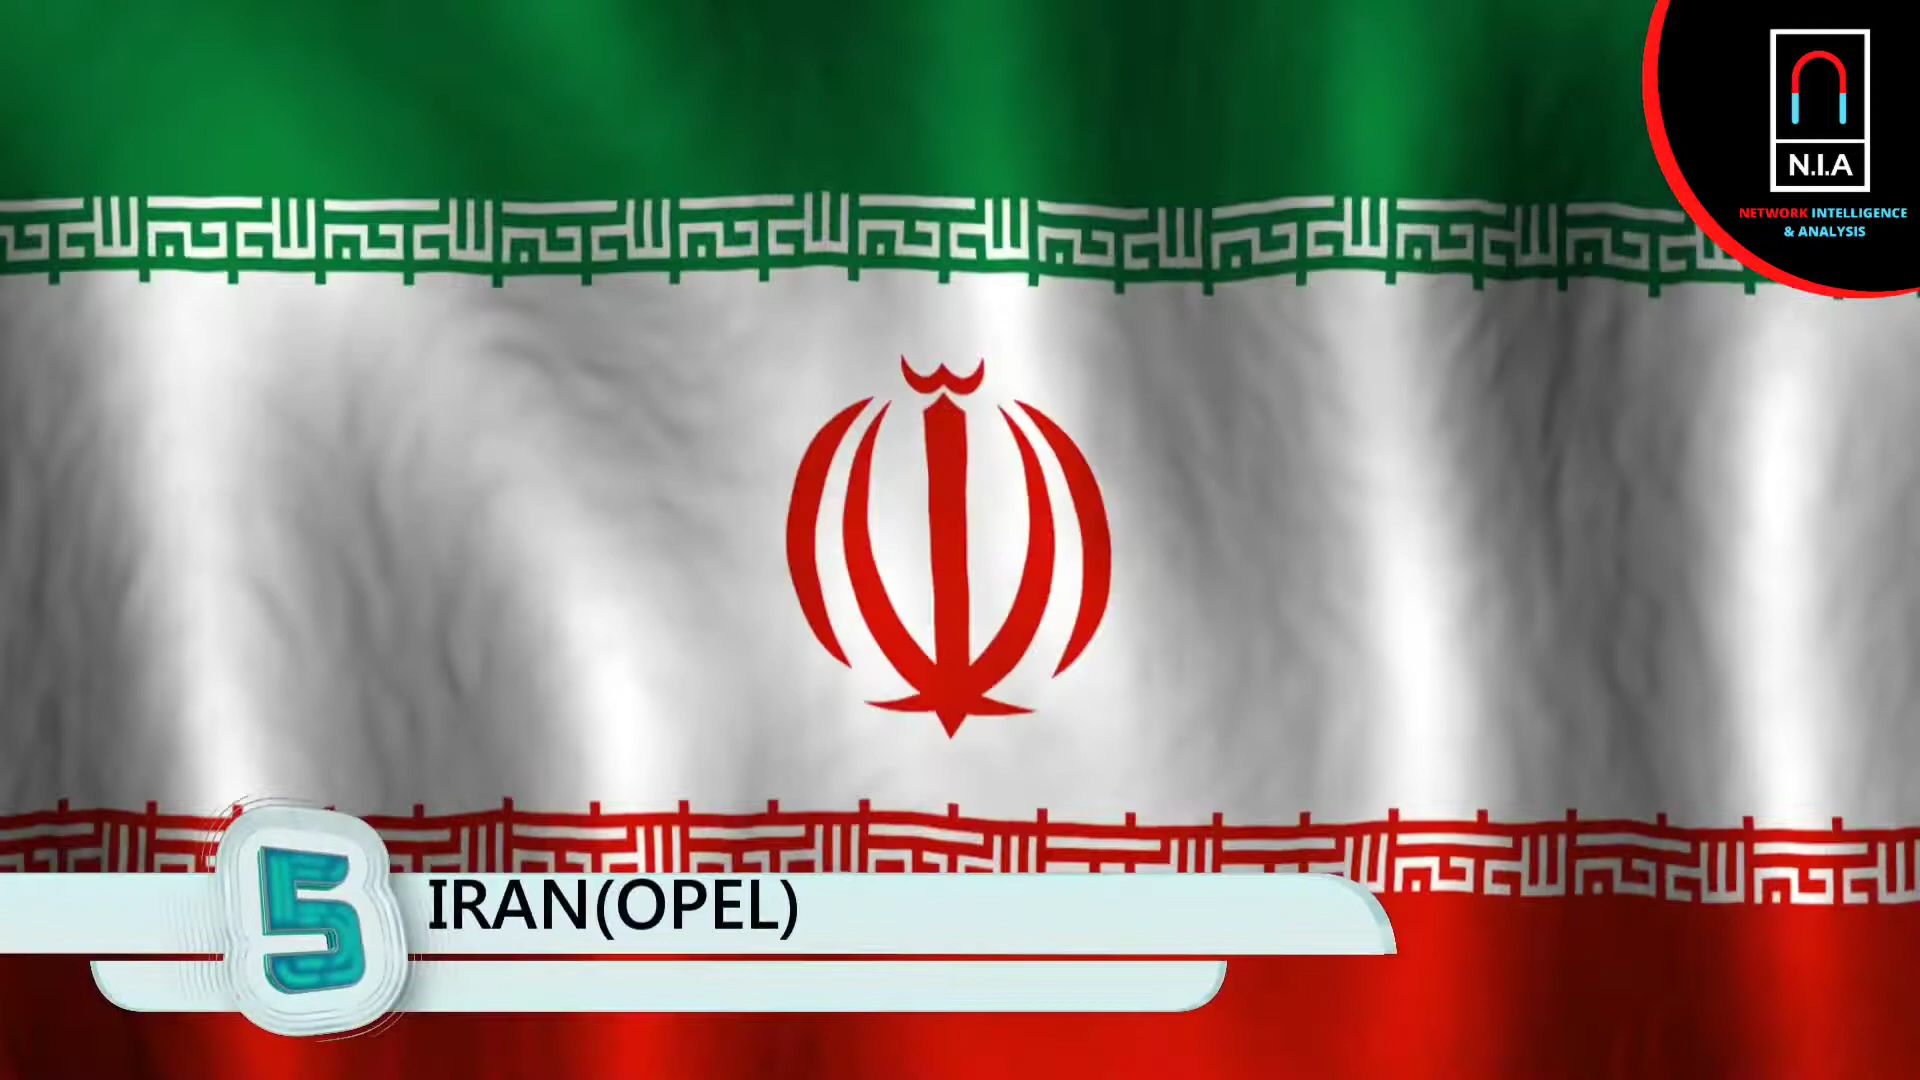 N.I.A
NETWORK INTELLIGENCE
& ANALYSIS
5
IRAN(OPEL)